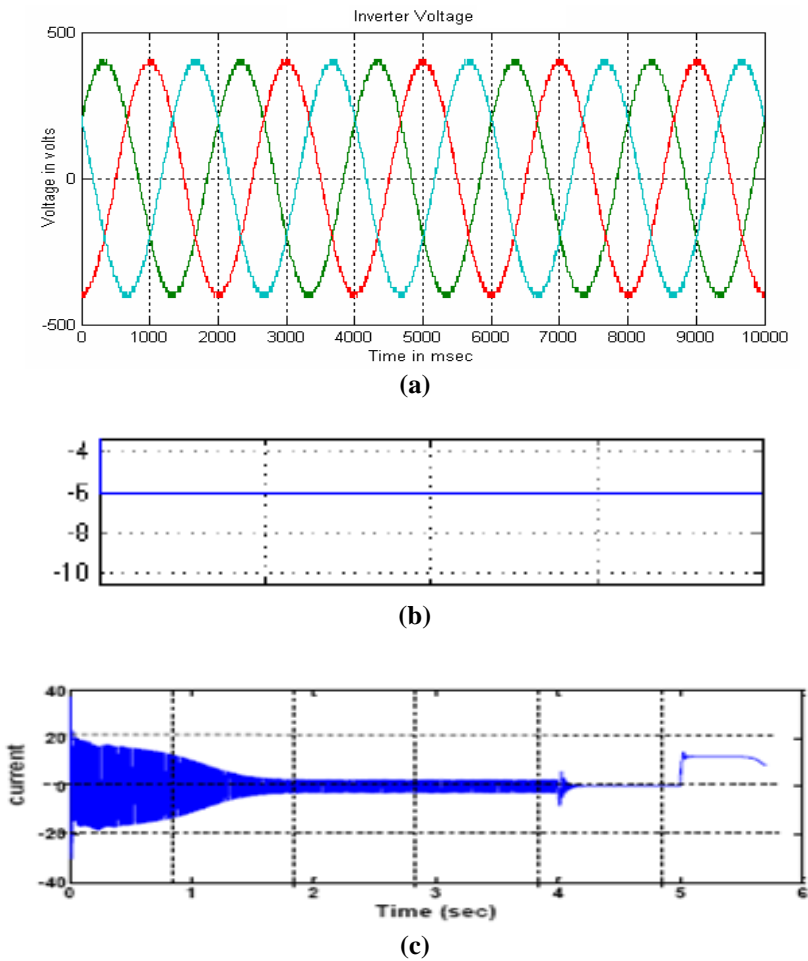 Inverter Voltage
500
0
-500
Voltage in volts
0 1000 2000 3000 4000 5000 6000 7000 8000 9000 10000
Time in msec
(a)
-4
-6
-8
-10
(b)
40
20
0
-20
-40
current
0 1 2 3 4 5 6
Time (sec)
(c)